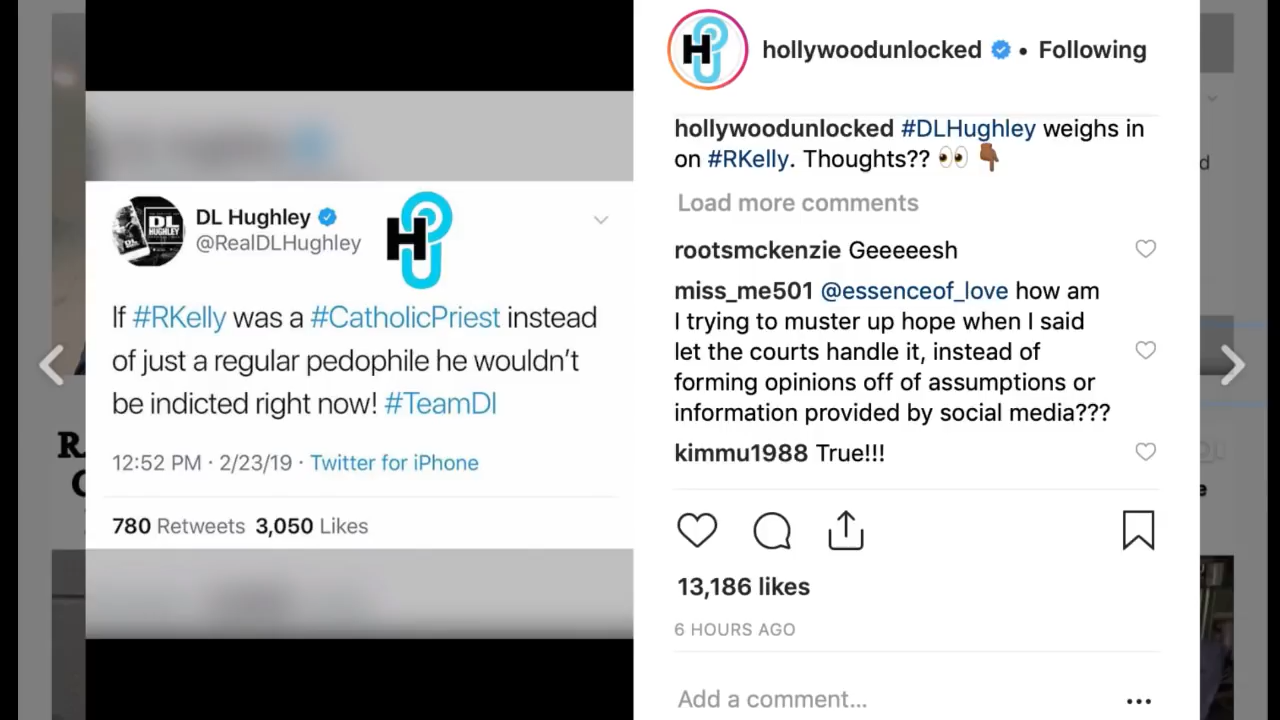 hollywoodunlocked • Following
hollywoodunlocked #DLHughley weighs in
on #RKelly. Thoughts?? 👀 👇🏾
Load more comments
rootsmckenzie Geeeeesh
miss_me501 @essenceof_love how am
I trying to muster up hope when I said
let the courts handle it, instead of
forming opinions off of assumptions or
information provided by social media???
kimmu1988 True!!!
13,186 likes
6 HOURS AGO
Add a comment...
DL Hughley
@RealDLHughley
H
DL
HUGHLEY
If #RKelly was a #CatholicPriest instead
of just a regular pedophile he wouldn't
be indicted right now! #TeamDl
12:52 PM · 2/23/19 · Twitter for iPhone
780 Retweets 3,050 Likes